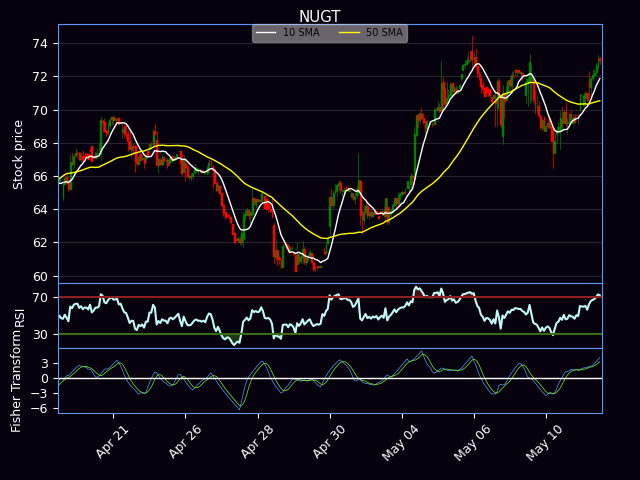 NUGT
10 SMA
50 SMA
Stock price
74
72
70
68
66
64
62
60
RSI
70
30
Fisher Transform
3
0
−3
−6
Apr 21
Apr 26
Apr 28
Apr 30
May 04
May 06
May 10